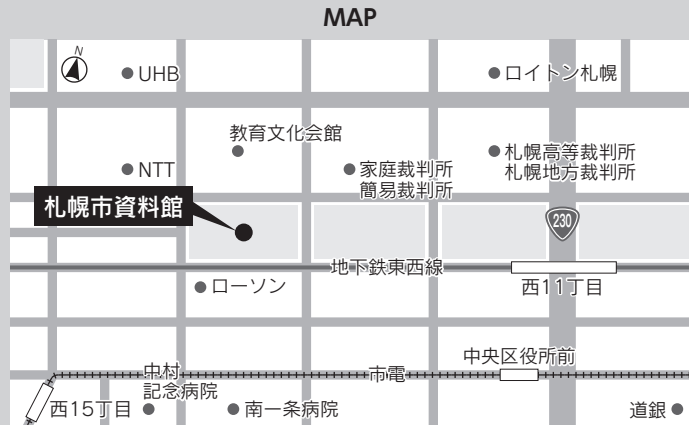 MAP
N
UHB
ロイトン札幌
教育文化会館
NTT
家庭裁判所
簡易裁判所
札幌高等裁判所
札幌地方裁判所
札幌市資料館
230
地下鉄東西線
ローソン
西11丁目
中央区役所前
中村
記念病院
市電
西15丁目
南一条病院
道銀